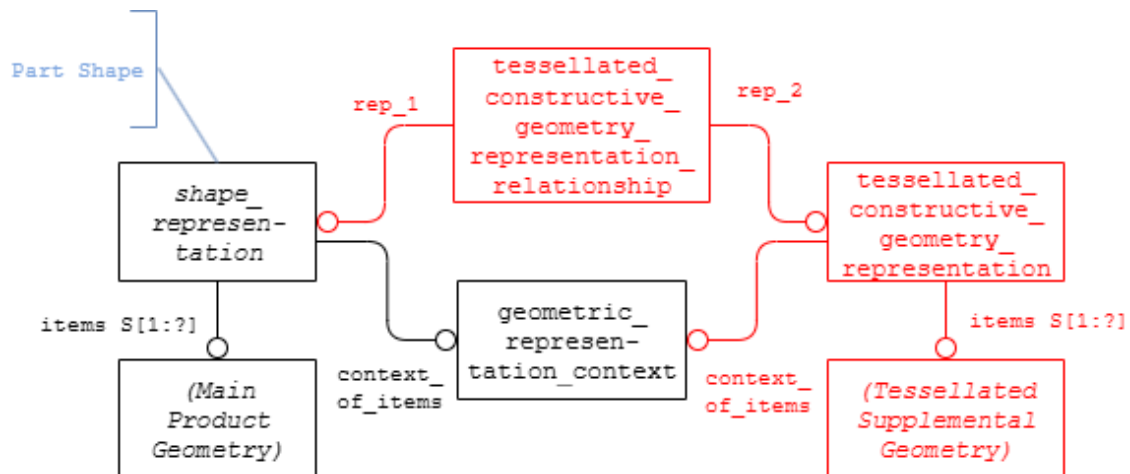 Part Shape
rep_1
tessellated_
constructive_
geometry_
representation_
relationship
rep_2
shape_
represen-
tation
tessellated_
constructive_
geometry_
representation
items S[1:?]
geometric_
represen-
tation_context
items S[1:?]
(Main
Product
Geometry)
context_
of_items
context_
of_items
(Tessellated
Supplemental
Geometry)